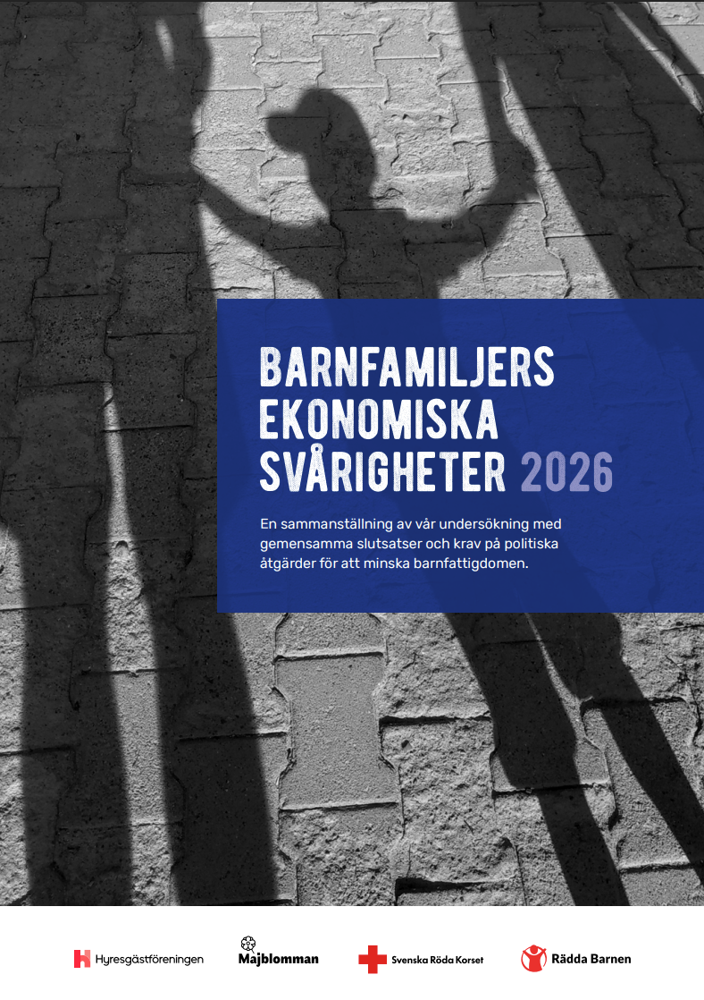 BARNFAMILJERS
EKONOMISKA
SVÅRIGHETER 2026
En sammanställning av vår undersökning med
gemensamma slutsatser och krav på politiska
åtgärder för att minska barnfattigdomen.
Hyresgästföreningen
Majblomman
Svenska Röda Korset
Rädda Barnen